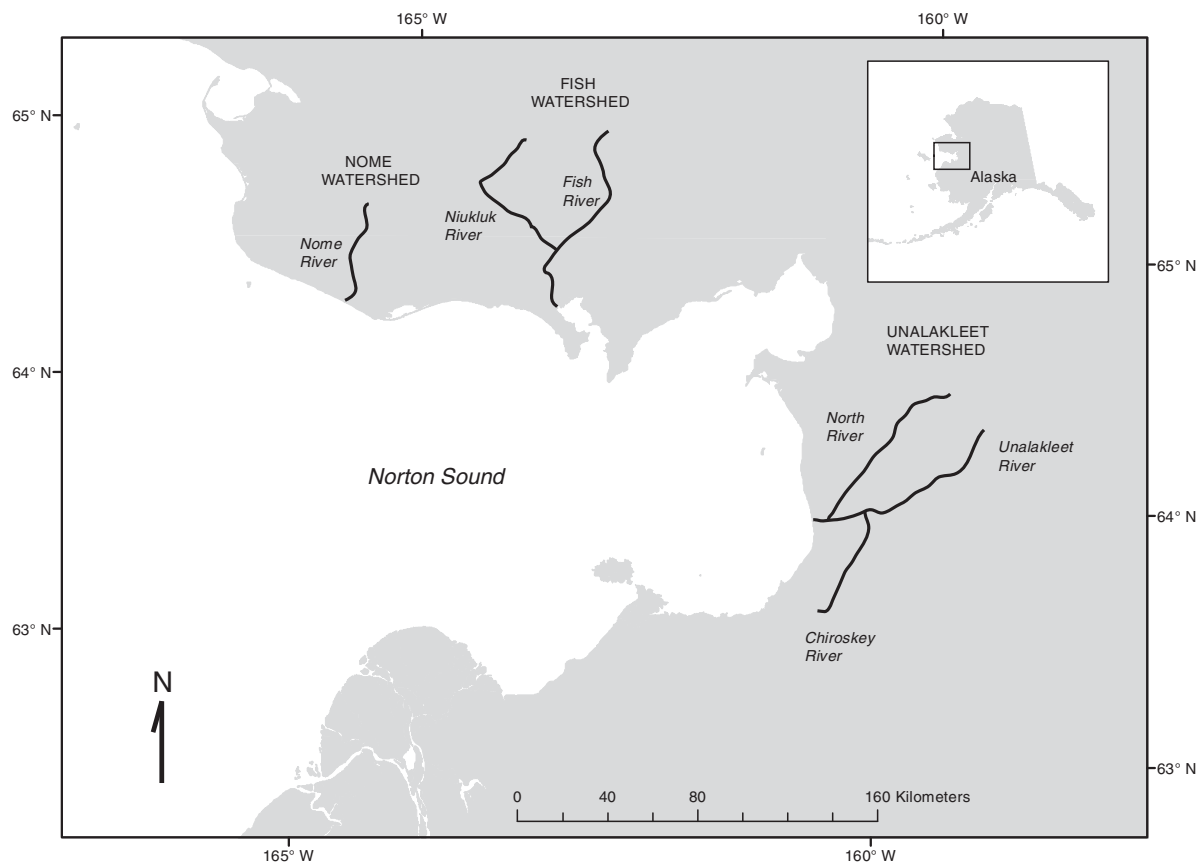 165° W
160° W
65° N
FISH
WATERSHED
NOME
WATERSHED
Fish
River
Niukluk
River
Nome
River
Alaska
65° N
UNALAKLEET
WATERSHED
64° N
North
River
Unalakleet
River
Norton Sound
64° N
63° N
Chiroskey
River
N
63° N
0
40
80
160 Kilometers
165° W
160° W